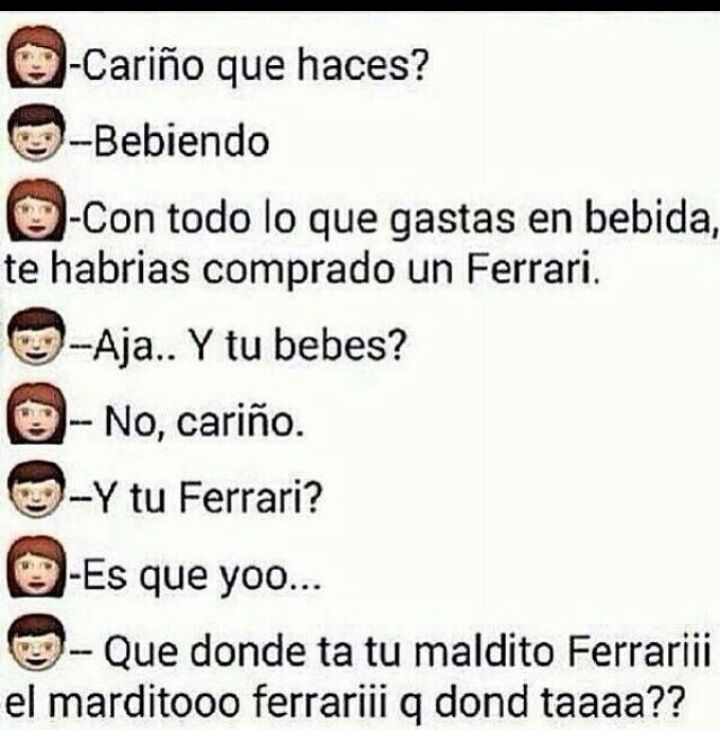 -Cariño que haces?
--Bebiendo
-Con todo lo que gastas en bebida,
te habrias comprado un Ferrari.
--Aja.. Y tu bebes?
-- No, cariño.
--Y tu Ferrari?
-Es que yoo...
-- Que donde ta tu maldito Ferrariii
el marditooo ferrariii q dond taaaa??